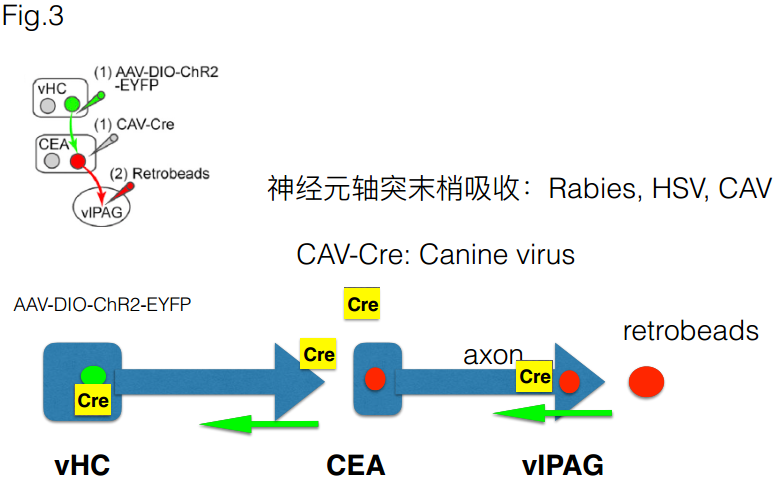 Fig.3
(1) AAV-DIO-ChR2
-EYFP
vHC
(1) CAV-Cre
CEA
(2) Retrobeads
vlPAG
神经元轴突末梢吸收：Rabies, HSV, CAV
CAV-Cre: Canine virus
AAV-DIO-ChR2-EYFP
Cre
retrobeads
Cre
axon
Cre
Cre
vHC
CEA
vlPAG